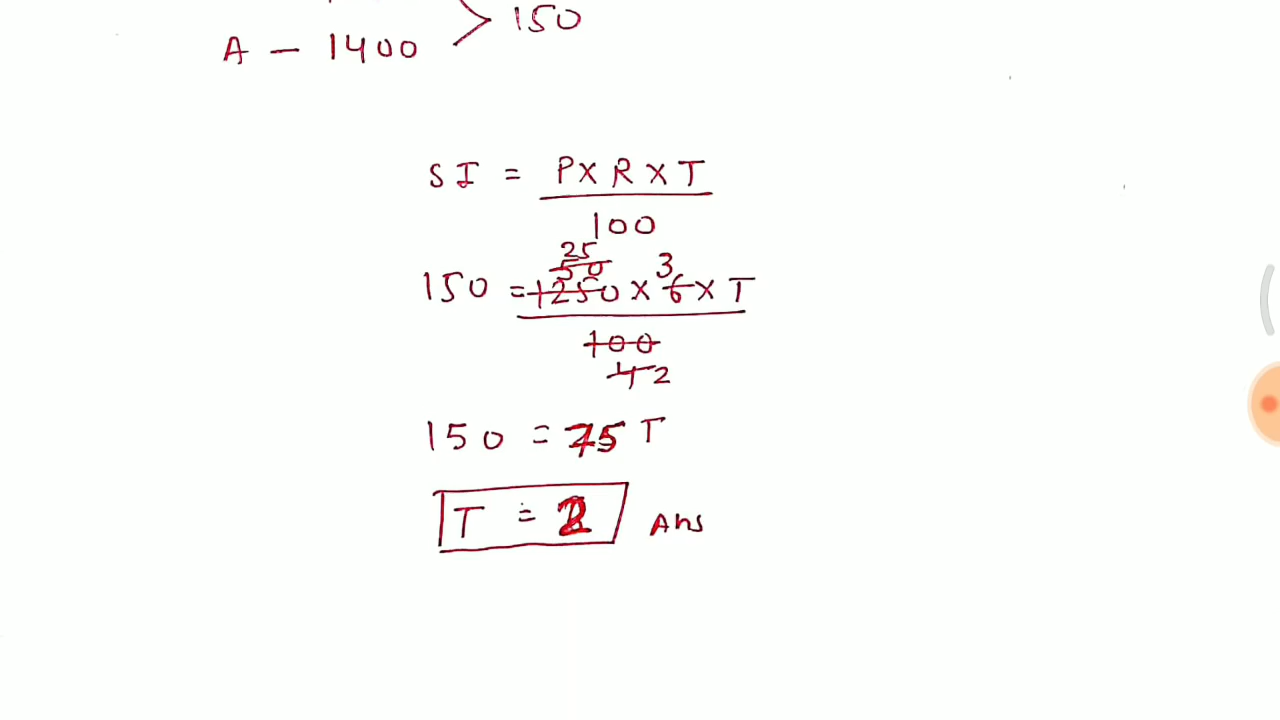 > 150
A - 1400
SI = P X R X T
100
25
50 3
150 = 1250 X 6 X T
100
4 2
150 = 75 T
T = 2 Ans